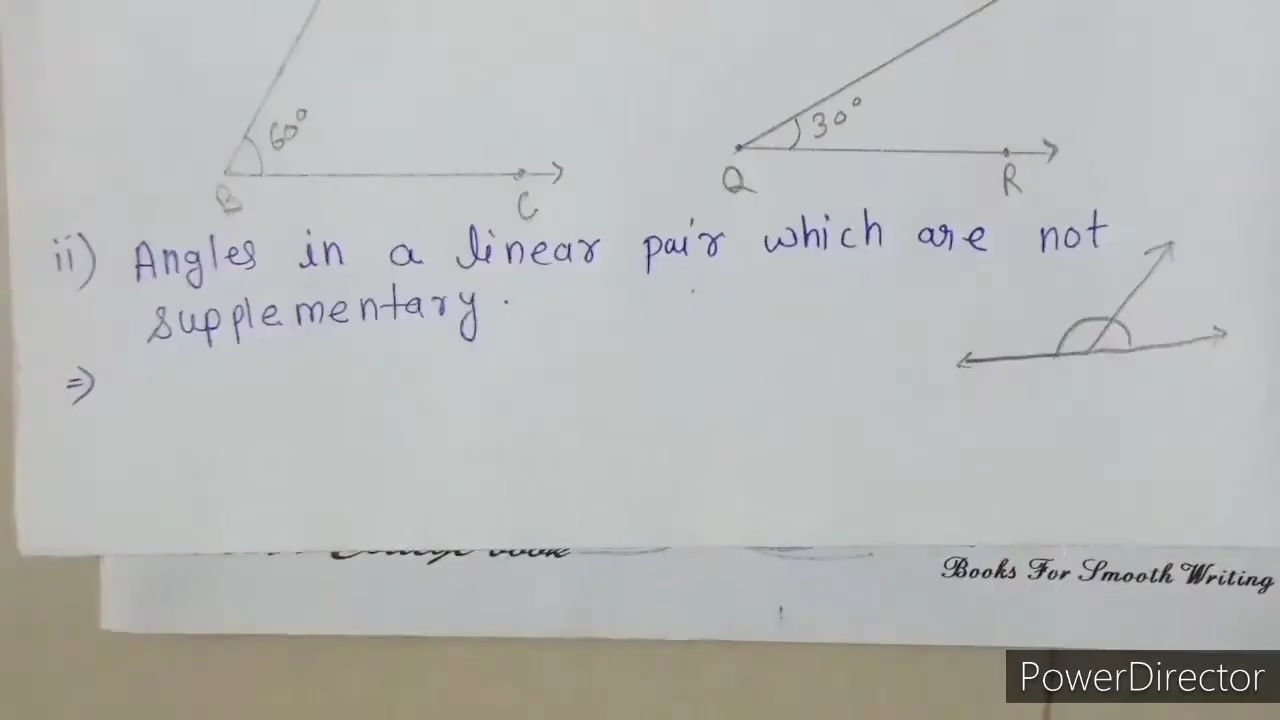 60°
30°
B
C
Q
R
ii) Angles in a linear pair which are not
supplementary.
⇒
Books For Smooth Writing
PowerDirector